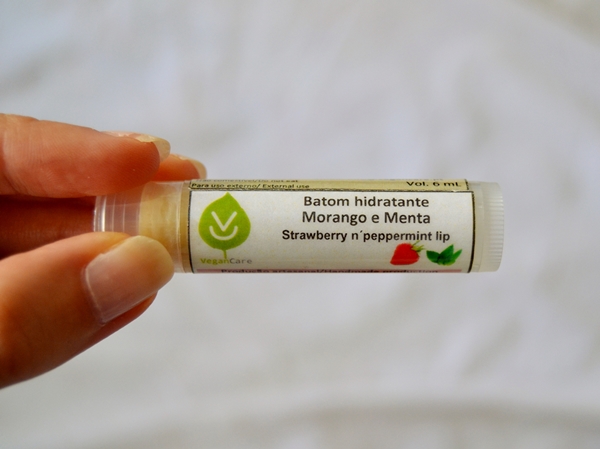 Para uso externo/ External use
Vol. 6 ml.
Batom hidratante
Morango e Menta
Strawberry n´peppermint lip
VeganCare